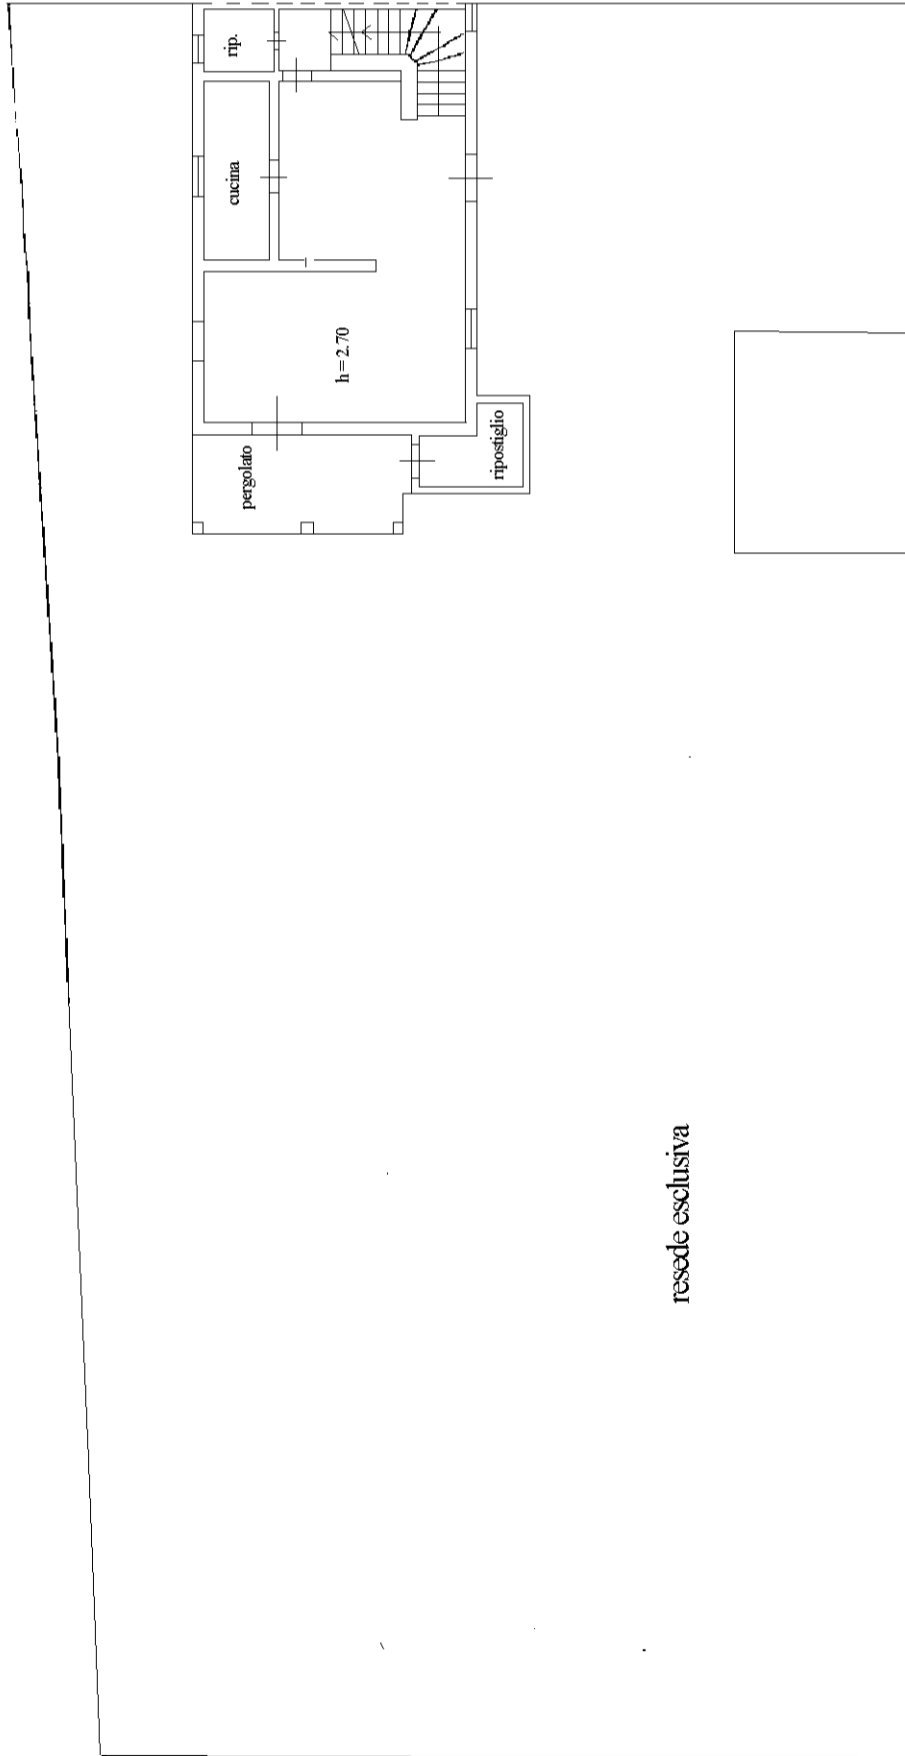 rip.
cucina
h = 2.70
pergolato
ripostiglio
resede esclusiva